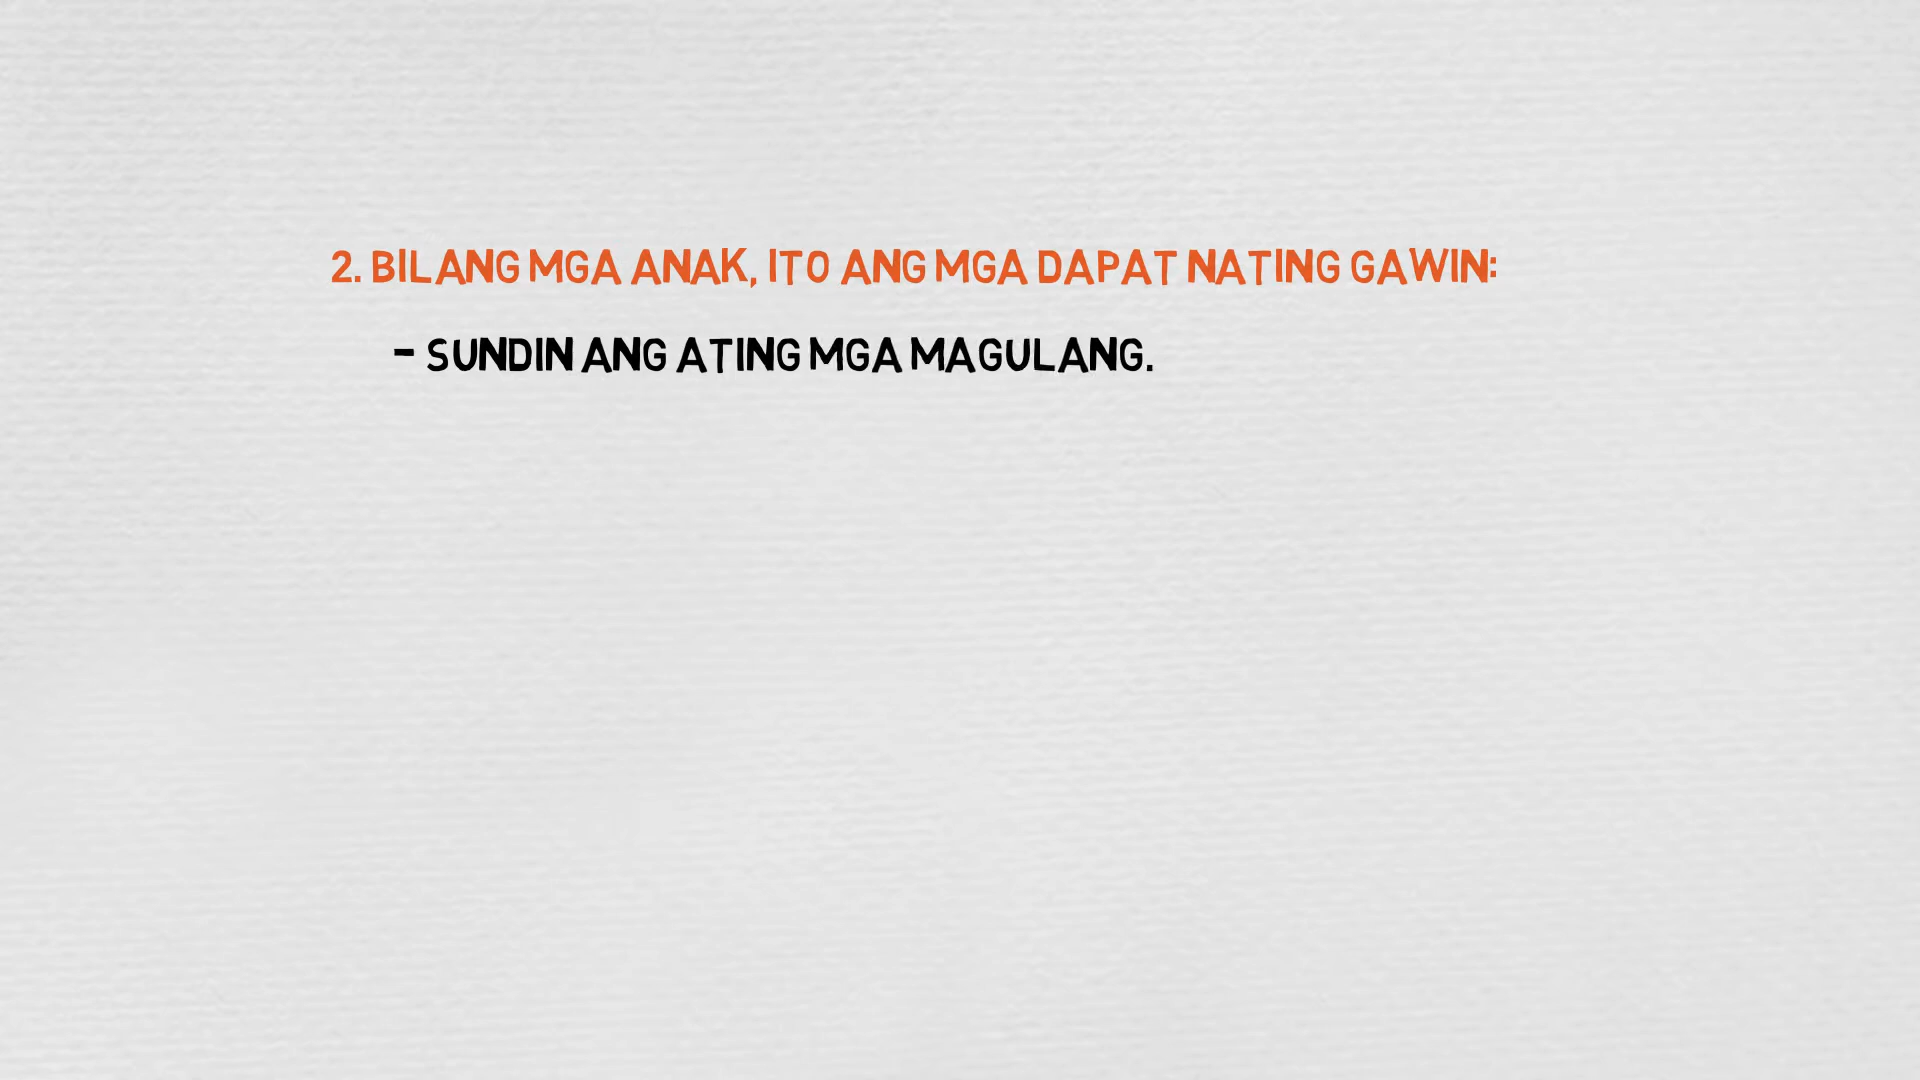 2. BILANG MGA ANAK, ITO ANG MGA DAPAT NATING GAWIN:
- SUNDIN ANG ATING MGA MAGULANG.